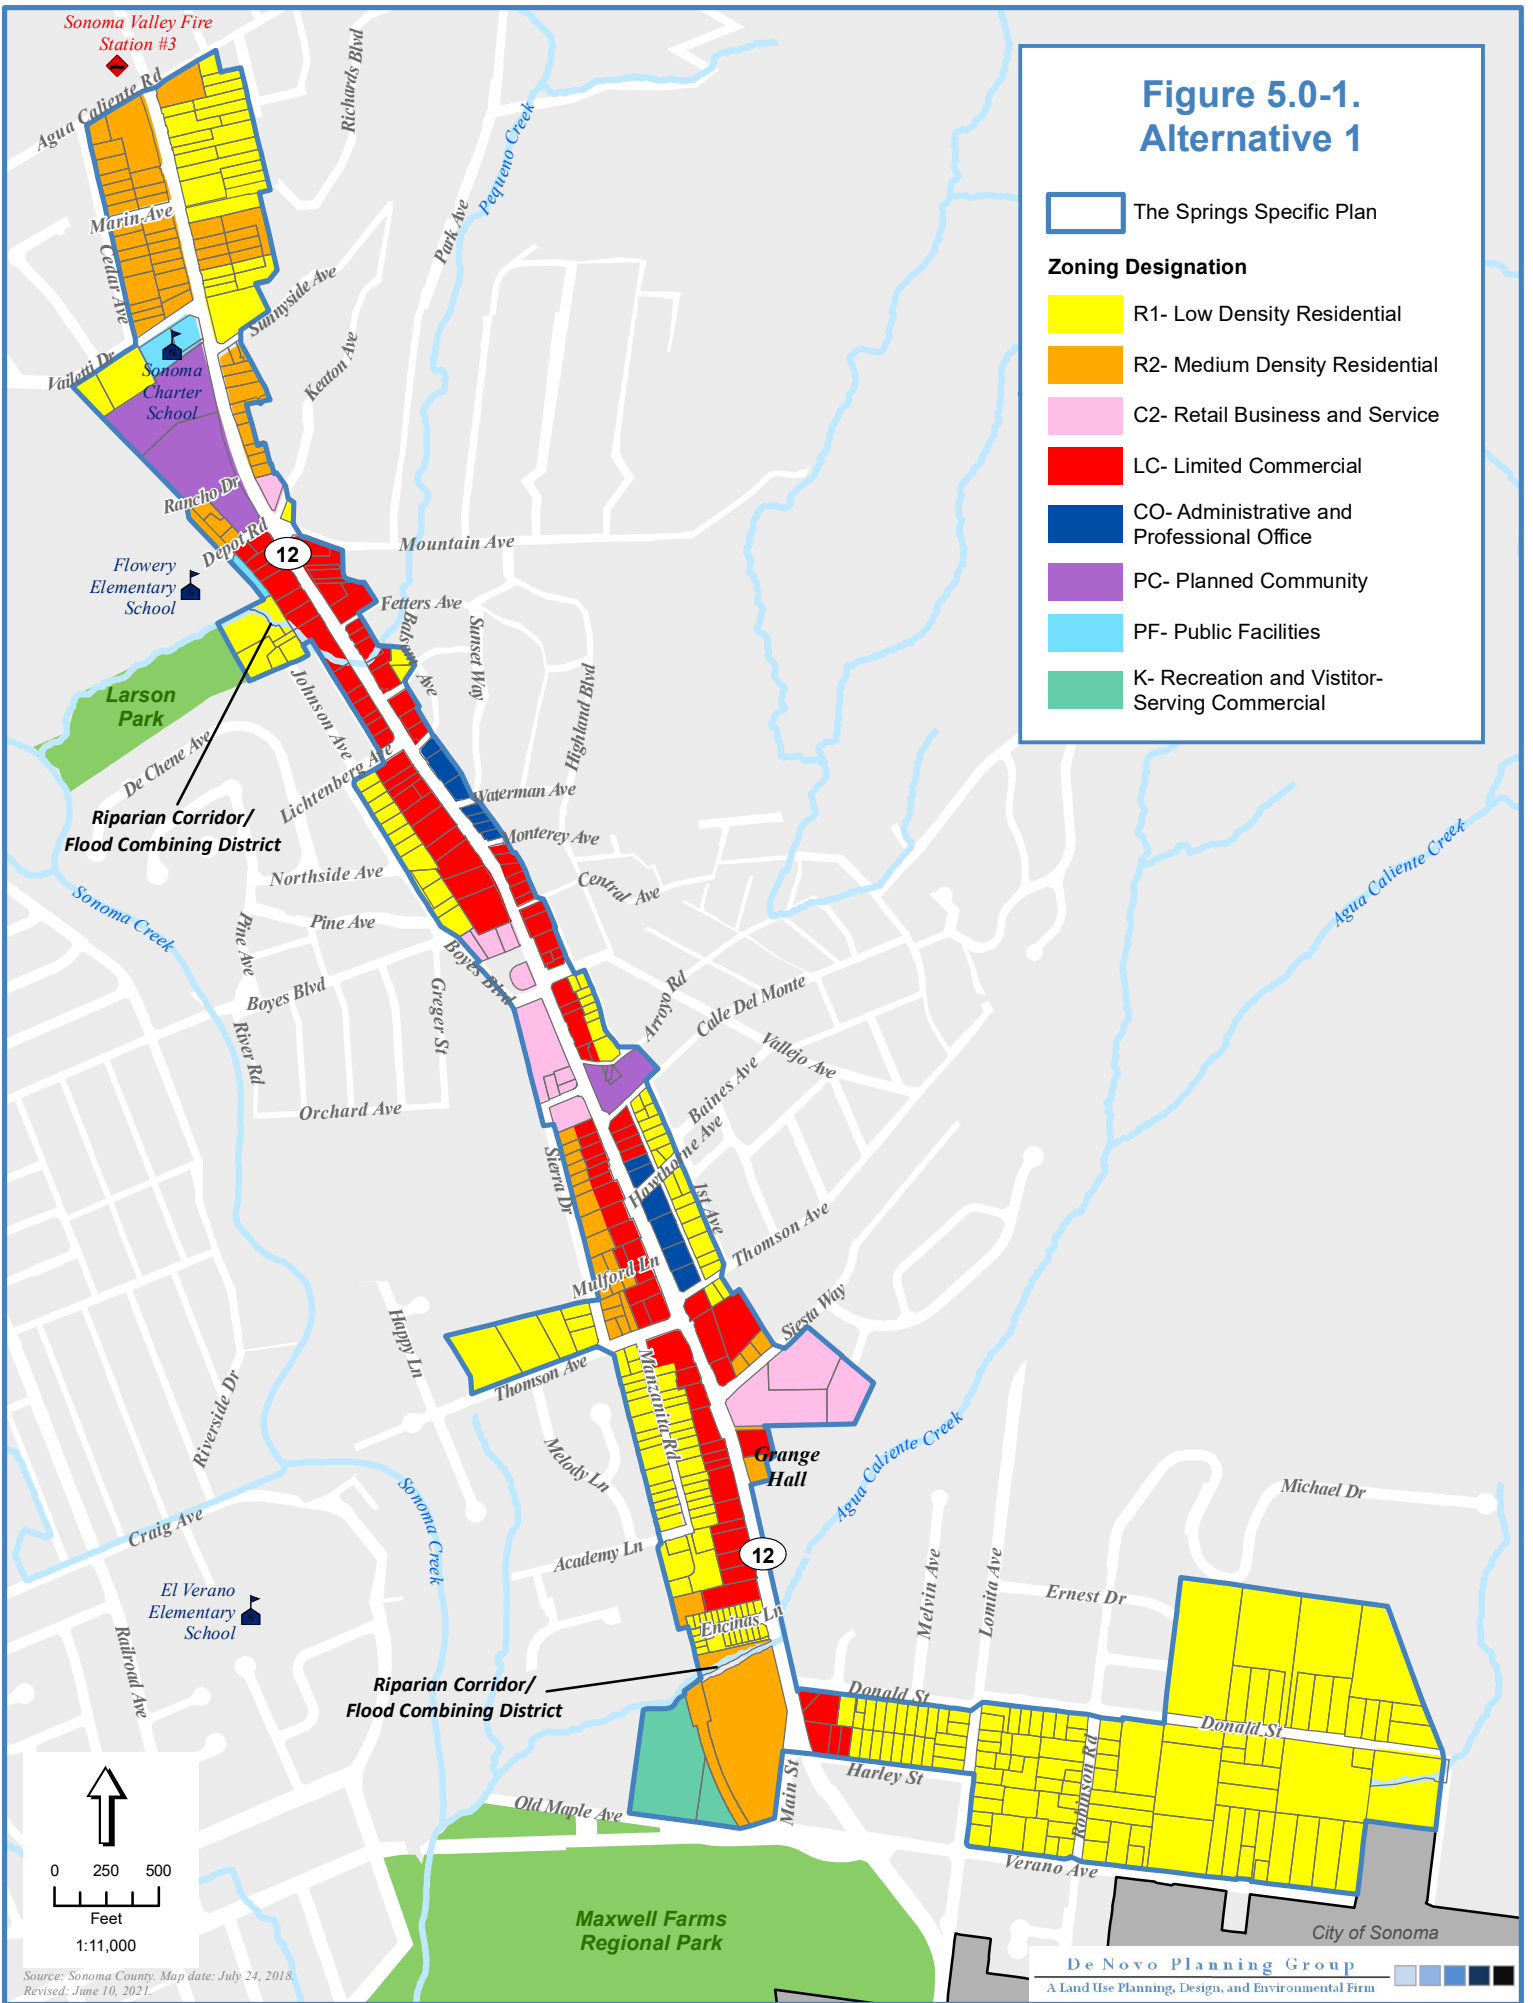 Sonoma Valley Fire
Station #3
Agua Caliente Rd
Richards Blvd
Pequeno Creek
Park Ave
Marin Ave
Cedar Ave
Sunnyside Ave
Keaton Ave
Vailetti Dr
S
Sonoma
Charter
School
Rancho Dr
Depot Rd
12
Mountain Ave
Flowery
Elementary
School
S
Fetters Ave
Balsam Ave
Sunset Way
Highland Blvd
Larson
Park
Johnson Ave
De Chene Ave
Lichtenberg Ave
Riparian Corridor/
Flood Combining District
Waterman Ave
Monterey Ave
Northside Ave
Central Ave
Sonoma Creek
Pine Ave
Pine Ave
Boyes Blvd
Boyes Blvd
Greger St
River Rd
Arroyo Rd
Calle Del Monte
Vallejo Ave
Baines Ave
Orchard Ave
Hawthorne Ave
Sierra Dr
1st Ave
Thomson Ave
Mulford Ln
Siesta Way
Happy Ln
Manzanita Rd
Thomson Ave
Riverside Dr
Melody Ln
Grange
Hall
Agua Caliente Creek
Agua Caliente Creek
Sonoma Creek
Craig Ave
Academy Ln
12
Michael Dr
Melvin Ave
Lomita Ave
Ernest Dr
El Verano
Elementary
School
S
Railroad Ave
Encinas Ln
Riparian Corridor/
Flood Combining District
Donald St
Donald St
Robinson Rd
Harley St
Main St
Old Maple Ave
Verano Ave
Maxwell Farms
Regional Park
City of Sonoma
Figure 5.0-1.
Alternative 1
The Springs Specific Plan
Zoning Designation
R1- Low Density Residential
R2- Medium Density Residential
C2- Retail Business and Service
LC- Limited Commercial
CO- Administrative and
Professional Office
PC- Planned Community
PF- Public Facilities
K- Recreation and Vistitor-
Serving Commercial
0 250 500
Feet
1:11,000
Source: Sonoma County. Map date: July 24, 2018.
Revised: June 10, 2021.
De Novo Planning Group
A Land Use Planning, Design, and Environmental Firm